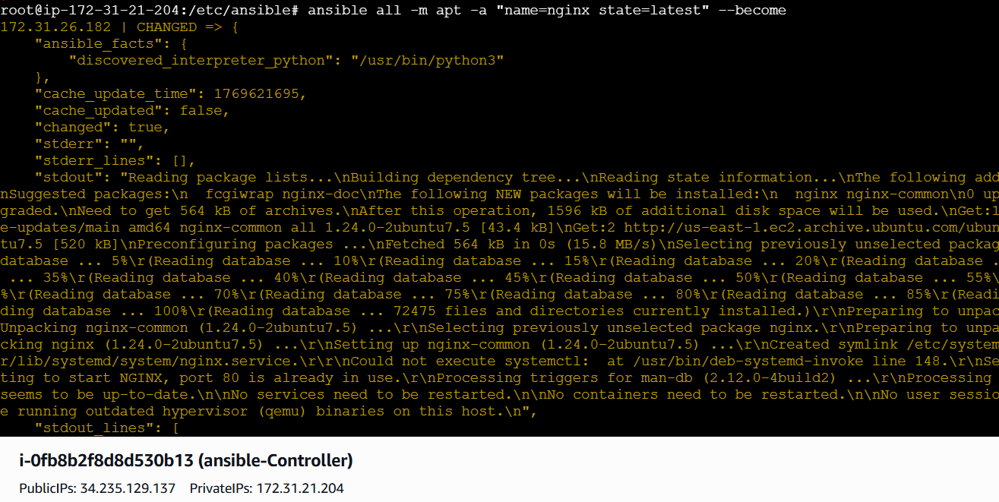 root@ip-172-31-21-204:/etc/ansible# ansible all -m apt -a "name=nginx state=latest" --become
172.31.26.182 | CHANGED => {
    "ansible_facts": {
        "discovered_interpreter_python": "/usr/bin/python3"
    },
    "cache_update_time": 1769621695,
    "cache_updated": false,
    "changed": true,
    "stderr": "",
    "stderr_lines": [],
    "stdout": "Reading package lists...\nBuilding dependency tree...\nReading state information...\nThe following add
nSuggested packages:\n  fcgiwrap nginx-doc\nThe following NEW packages will be installed:\n  nginx nginx-common\n0 up
graded.\nNeed to get 564 kB of archives.\nAfter this operation, 1596 kB of additional disk space will be used.\nGet:1
e-updates/main amd64 nginx-common all 1.24.0-2ubuntu7.5 [43.4 kB]\nGet:2 http://us-east-1.ec2.archive.ubuntu.com/ubun
tu7.5 [520 kB]\nPreconfiguring packages ...\nFetched 564 kB in 0s (15.8 MB/s)\nSelecting previously unselected packag
database ... 5%\r(Reading database ... 10%\r(Reading database ... 15%\r(Reading database ... 20%\r(Reading database .
 ... 35%\r(Reading database ... 40%\r(Reading database ... 45%\r(Reading database ... 50%\r(Reading database ... 55%\
%\r(Reading database ... 70%\r(Reading database ... 75%\r(Reading database ... 80%\r(Reading database ... 85%\r(Readi
ding database ... 100%\r(Reading database ... 72475 files and directories currently installed.)\r\nPreparing to unpac
Unpacking nginx-common (1.24.0-2ubuntu7.5) ...\r\nSelecting previously unselected package nginx.\r\nPreparing to unpa
cking nginx (1.24.0-2ubuntu7.5) ...\r\nSetting up nginx-common (1.24.0-2ubuntu7.5) ...\r\nCreated symlink /etc/system
r/lib/systemd/system/nginx.service.\r\r\nCould not execute systemctl:  at /usr/bin/deb-systemd-invoke line 148.\r\nSe
ting to start NGINX, port 80 is already in use.\r\nProcessing triggers for man-db (2.12.0-4build2) ...\r\nProcessing
seems to be up-to-date.\n\nNo services need to be restarted.\n\nNo containers need to be restarted.\n\nNo user sessio
e running outdated hypervisor (qemu) binaries on this host.\n",
    "stdout_lines": [
i-0fb8b2f8d8d530b13 (ansible-Controller)
PublicIPs: 34.235.129.137 PrivateIPs: 172.31.21.204